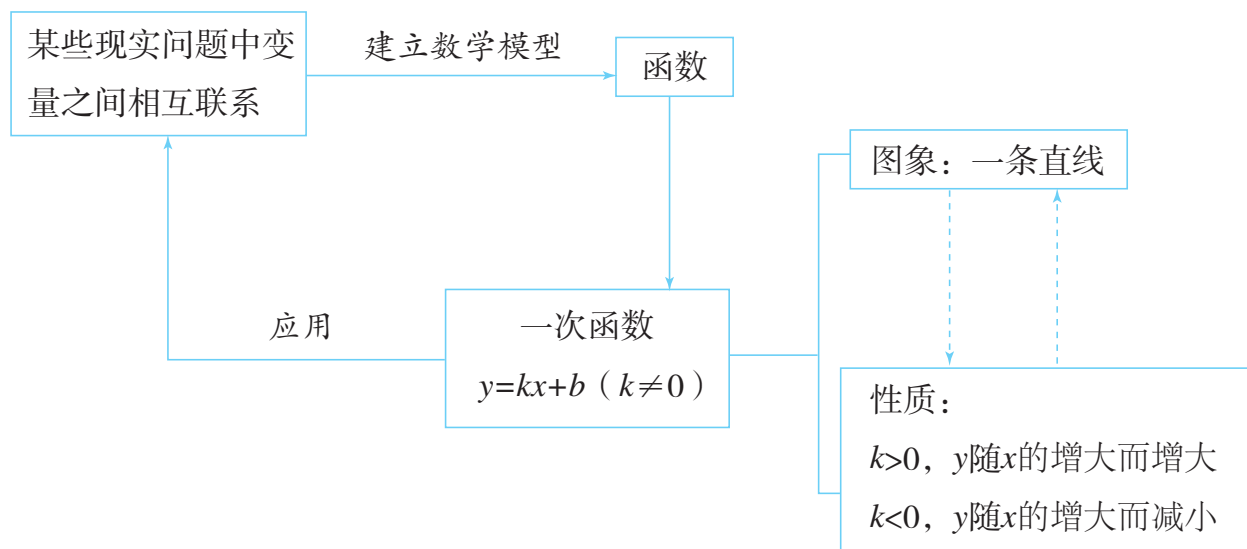 某些现实问题中变
量之间相互联系
建立数学模型
函数
图象：一条直线
应用
一次函数
y=kx+b（k≠0）
性质：
k>0，y随x的增大而增大
k<0，y随x的增大而减小